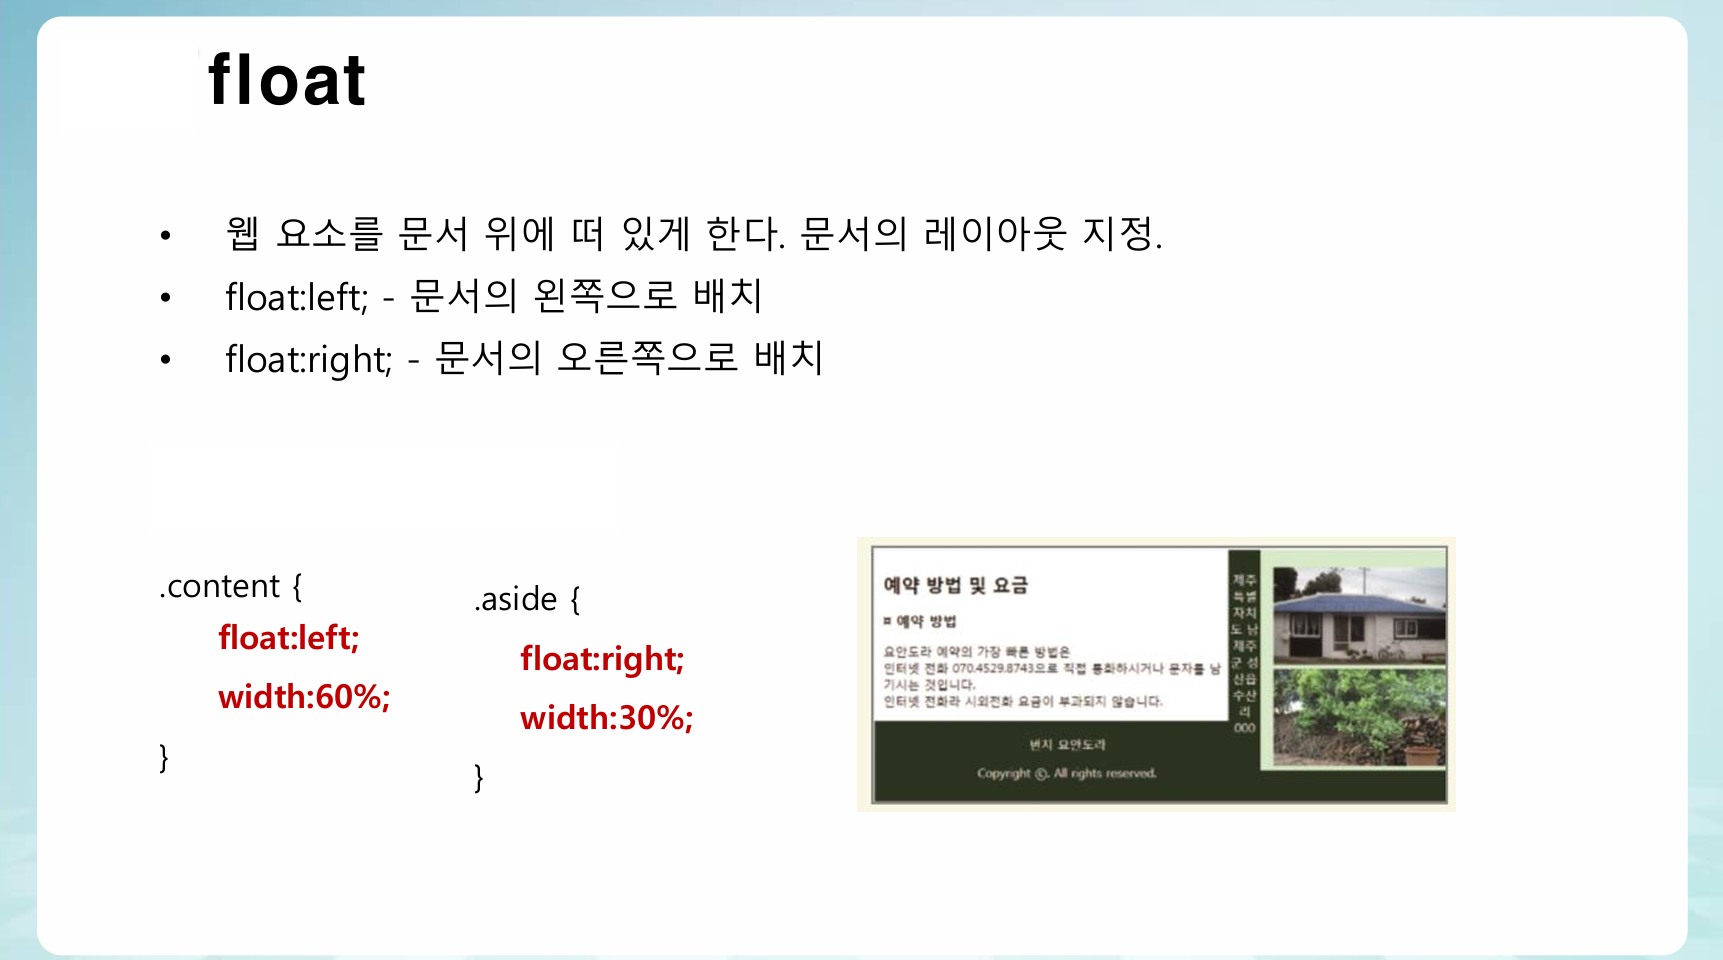 float
• 웹 요소를 문서 위에 떠 있게 한다. 문서의 레이아웃 지정.
• float:left; - 문서의 왼쪽으로 배치
• float:right; - 문서의 오른쪽으로 배치
.content {
float:left;
width:60%;
}
.aside {
float:right;
width:30%;
}
예약 방법 및 요금
¤ 예약 방법
요안도라 예약의 가장 빠른 방법은
인터넷 전화 070.4529.8743으로 직접 통화하시거나 문자를 남
기시는 것입니다.
인터넷 전화라 시외전화 요금이 부과되지 않습니다.
제주
특별
자치
도 남
제주
군 성
산읍
수산
리
000
번지 요안도라
Copyright ⓒ. All rights reserved.